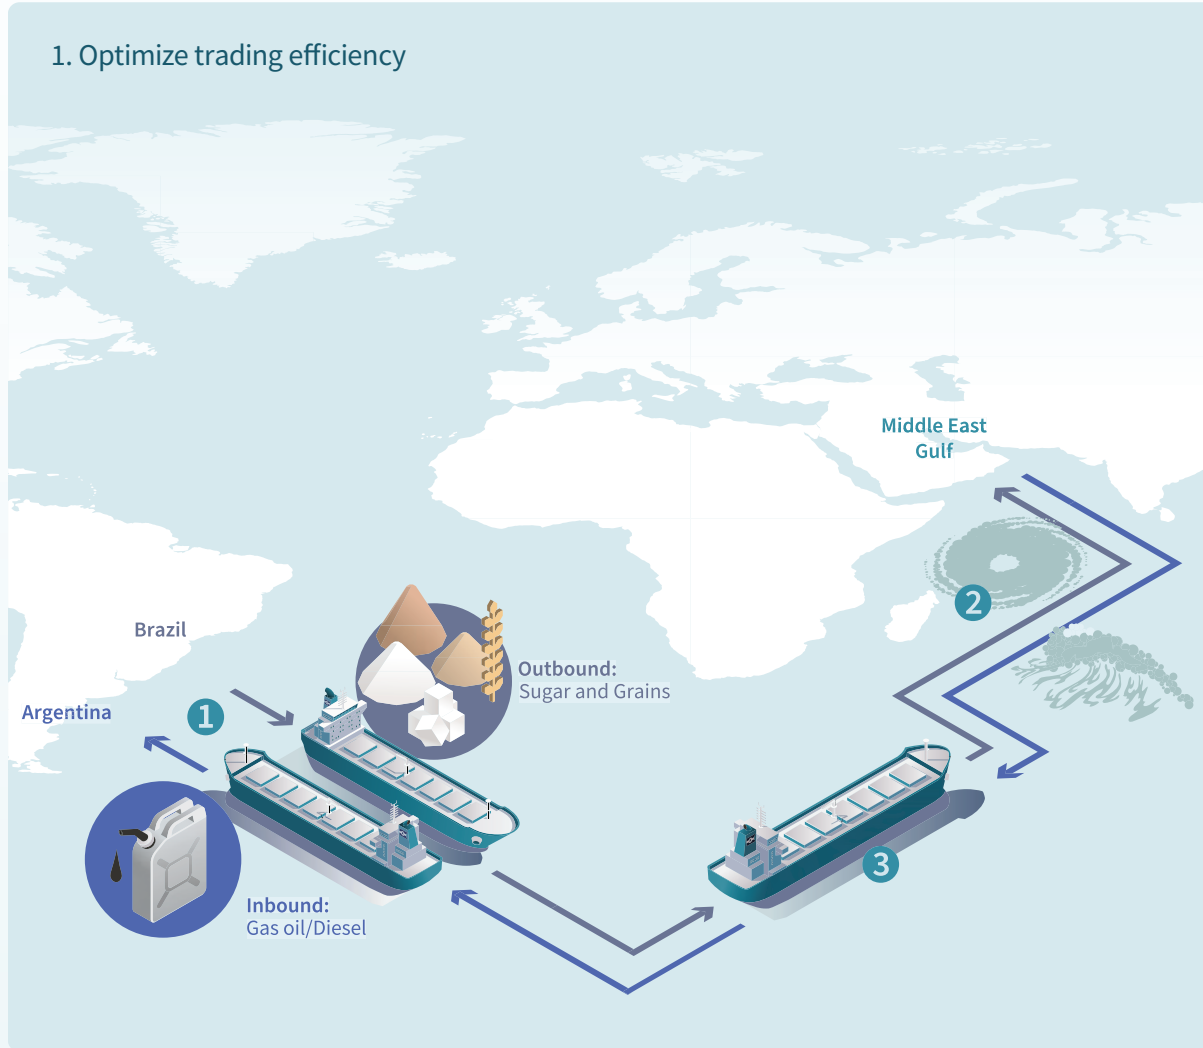 1. Optimize trading efficiency
Middle East
Gulf
2
Brazil
Outbound:
Sugar and Grains
Argentina
1
3
Inbound:
Gas oil/Diesel